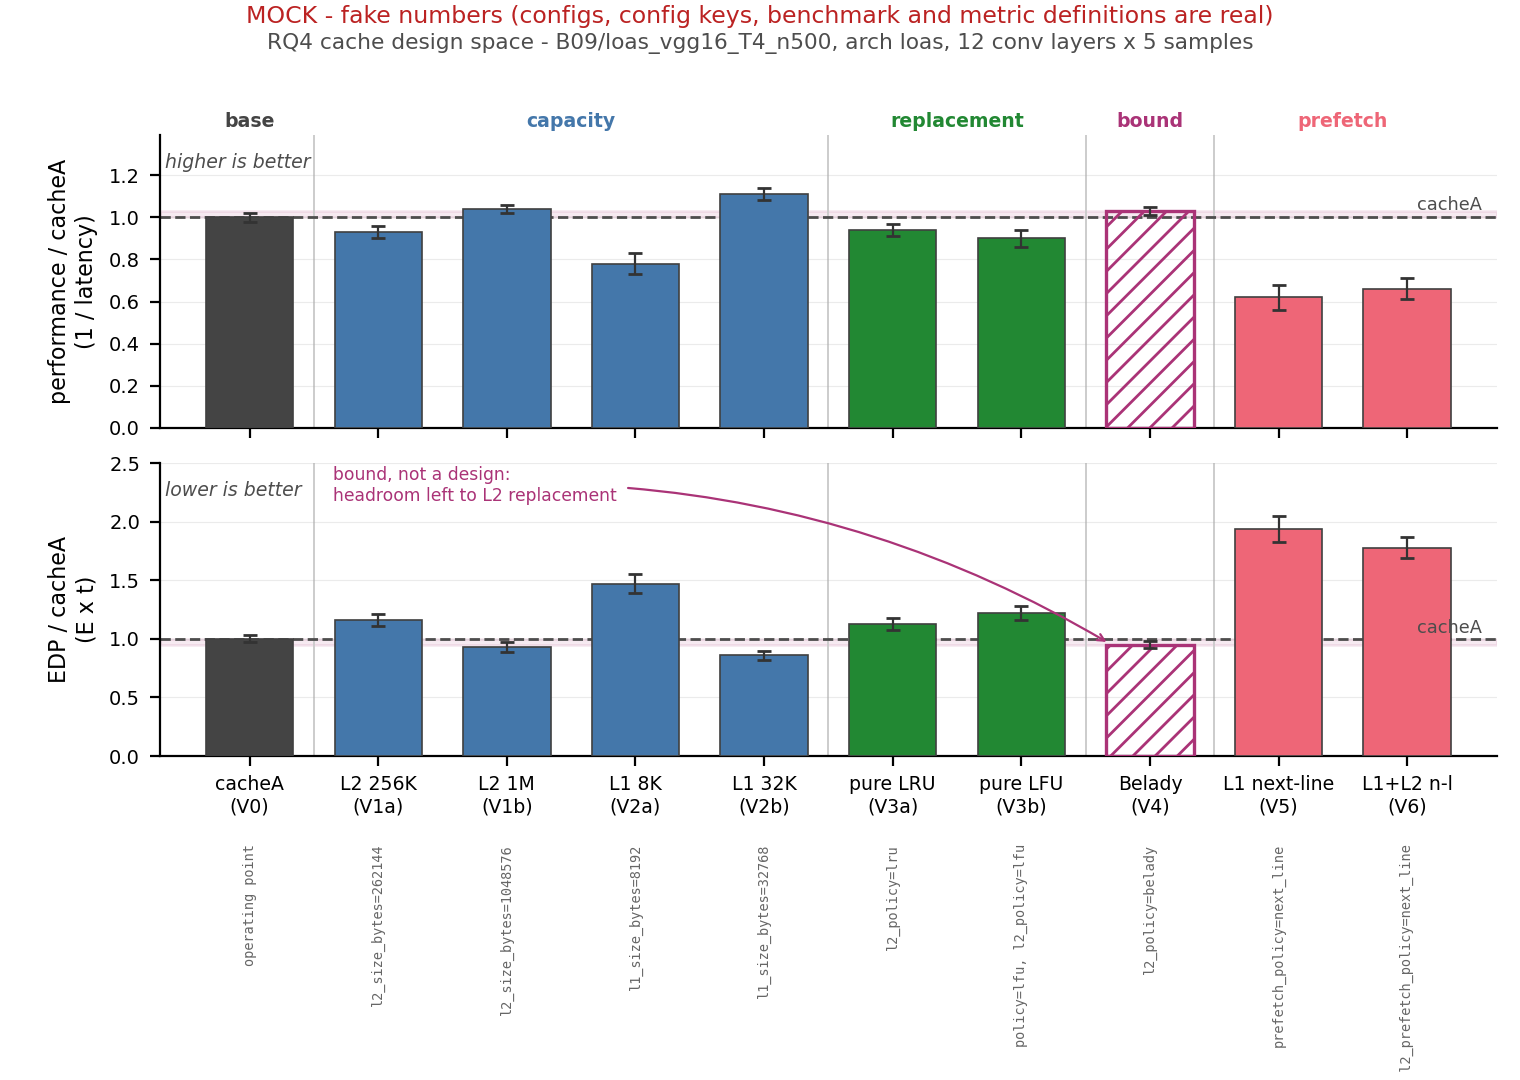 MOCK - fake numbers (configs, config keys, benchmark and metric definitions are real)
RQ4 cache design space - B09/loas_vgg16_T4_n500, arch loas, 12 conv layers x 5 samples
base
capacity
replacement
bound
prefetch
performance / cacheA
(1 / latency)
higher is better
cacheA
1.2
1.0
0.8
0.6
0.4
0.2
0.0
EDP / cacheA
(E x t)
lower is better
bound, not a design:
headroom left to L2 replacement
cacheA
2.5
2.0
1.5
1.0
0.5
0.0
cacheA
(V0)
L2 256K
(V1a)
L2 1M
(V1b)
L1 8K
(V2a)
L1 32K
(V2b)
pure LRU
(V3a)
pure LFU
(V3b)
Belady
(V4)
L1 next-line
(V5)
L1+L2 n-l
(V6)
operating point
l2_size_bytes=262144
l2_size_bytes=1048576
l1_size_bytes=8192
l1_size_bytes=32768
l2_policy=lru
policy=lfu, l2_policy=lfu
l2_policy=belady
prefetch_policy=next_line
l2_prefetch_policy=next_line